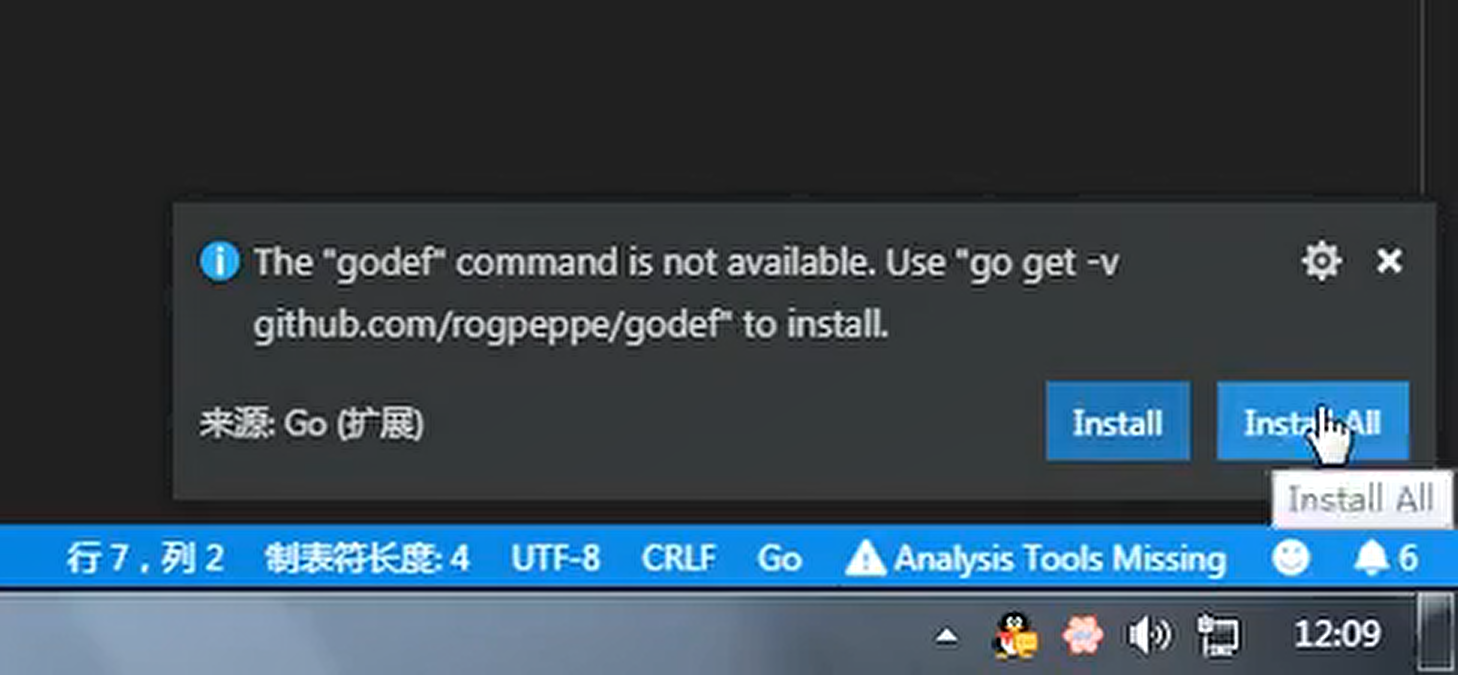 The "godef" command is not available. Use "go get -v
github.com/rogpeppe/godef" to install.
来源: Go (扩展)
Install
Install All
Install All
行 7，列 2
制表符长度: 4
UTF-8
CRLF
Go
Analysis Tools Missing
6
12:09